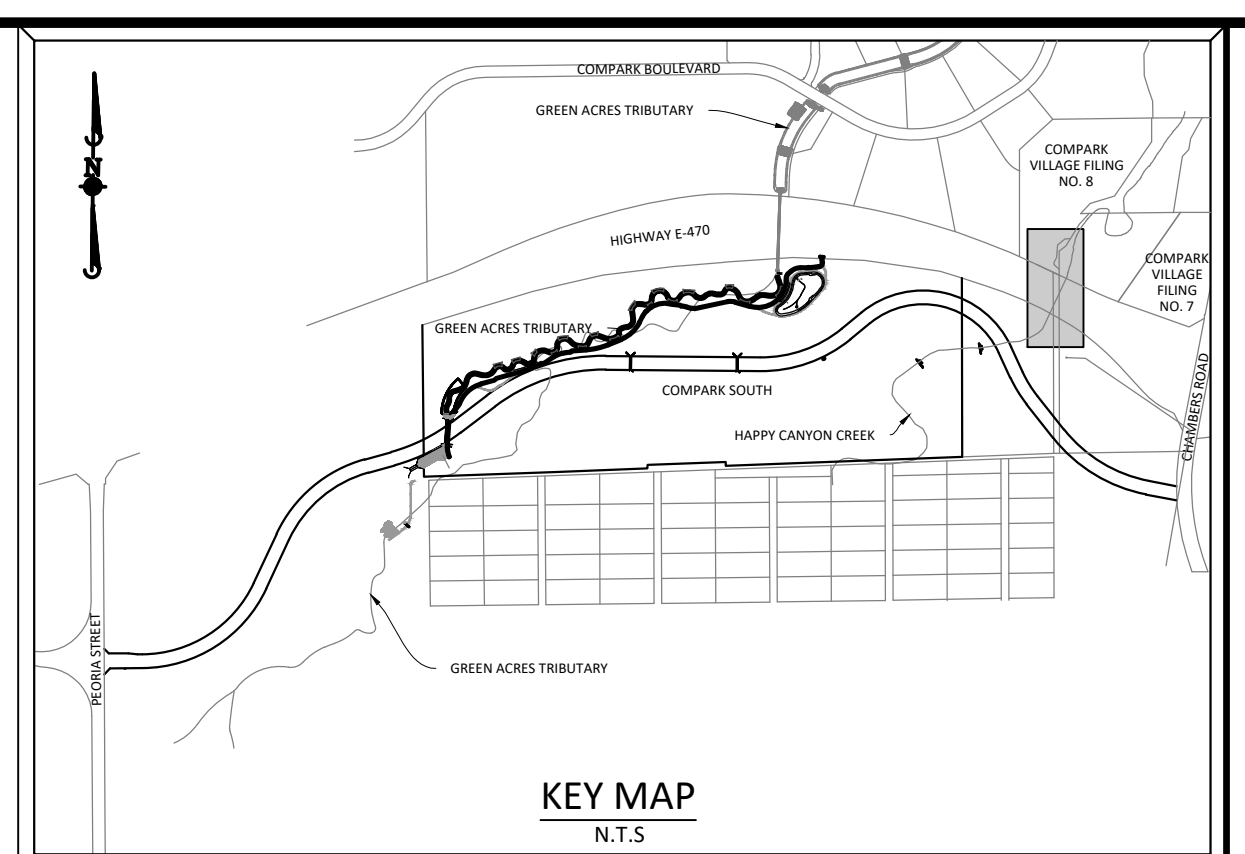 COMPARK BOULEVARD
GREEN ACRES TRIBUTARY
COMPARK
VILLAGE FILING
NO. 8
N
HIGHWAY E-470
COMPARK
VILLAGE
FILING
NO. 7
GREEN ACRES TRIBUTARY
COMPARK SOUTH
HAPPY CANYON CREEK
CHAMBERS ROAD
PEORIA STREET
GREEN ACRES TRIBUTARY
KEY MAP
N.T.S